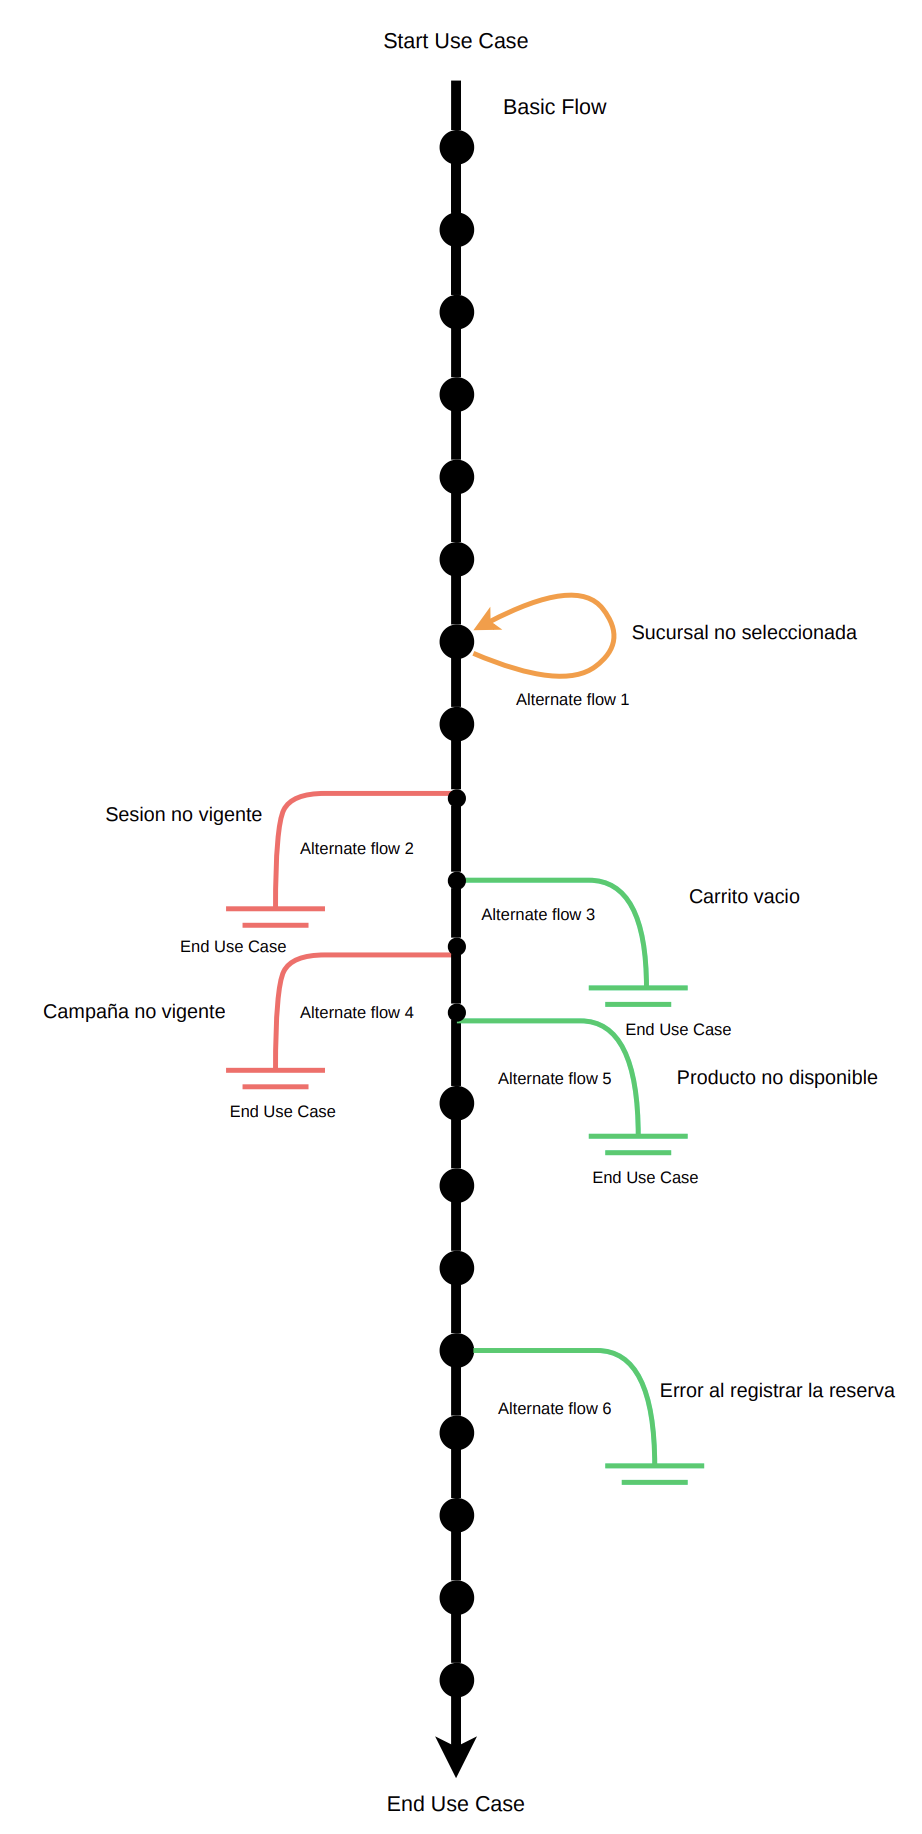 Start Use Case
Basic Flow
Sucursal no seleccionada
Alternate flow 1
Sesion no vigente
Alternate flow 2
Carrito vacio
Alternate flow 3
End Use Case
Campaña no vigente
Alternate flow 4
End Use Case
Alternate flow 5
Producto no disponible
End Use Case
End Use Case
Error al registrar la reserva
Alternate flow 6
End Use Case